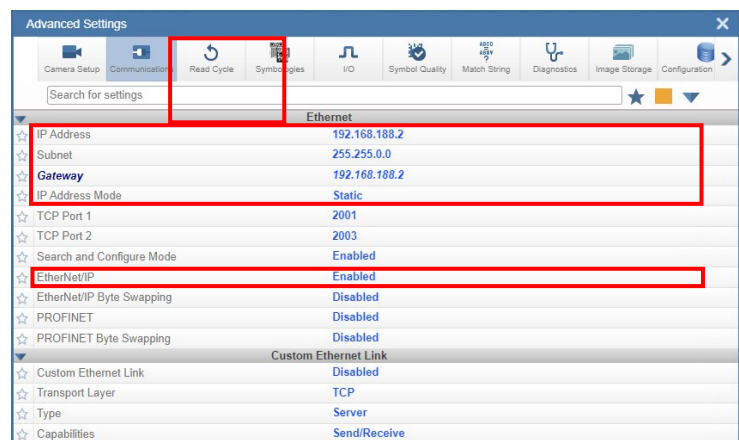 Advanced Settings
Camera Setup Communications Read Cycle Symbologies I/O Symbol Quality Match String Diagnostics Image Storage Configuration
Search for settings
Ethernet
IP Address 192.168.188.2
Subnet 255.255.0.0
Gateway 192.168.188.2
IP Address Mode Static
TCP Port 1 2001
TCP Port 2 2003
Search and Configure Mode Enabled
EtherNet/IP Enabled
EtherNet/IP Byte Swapping Disabled
PROFINET Disabled
PROFINET Byte Swapping Disabled
Custom Ethernet Link
Custom Ethernet Link Disabled
Transport Layer TCP
Type Server
Capabilities Send/Receive